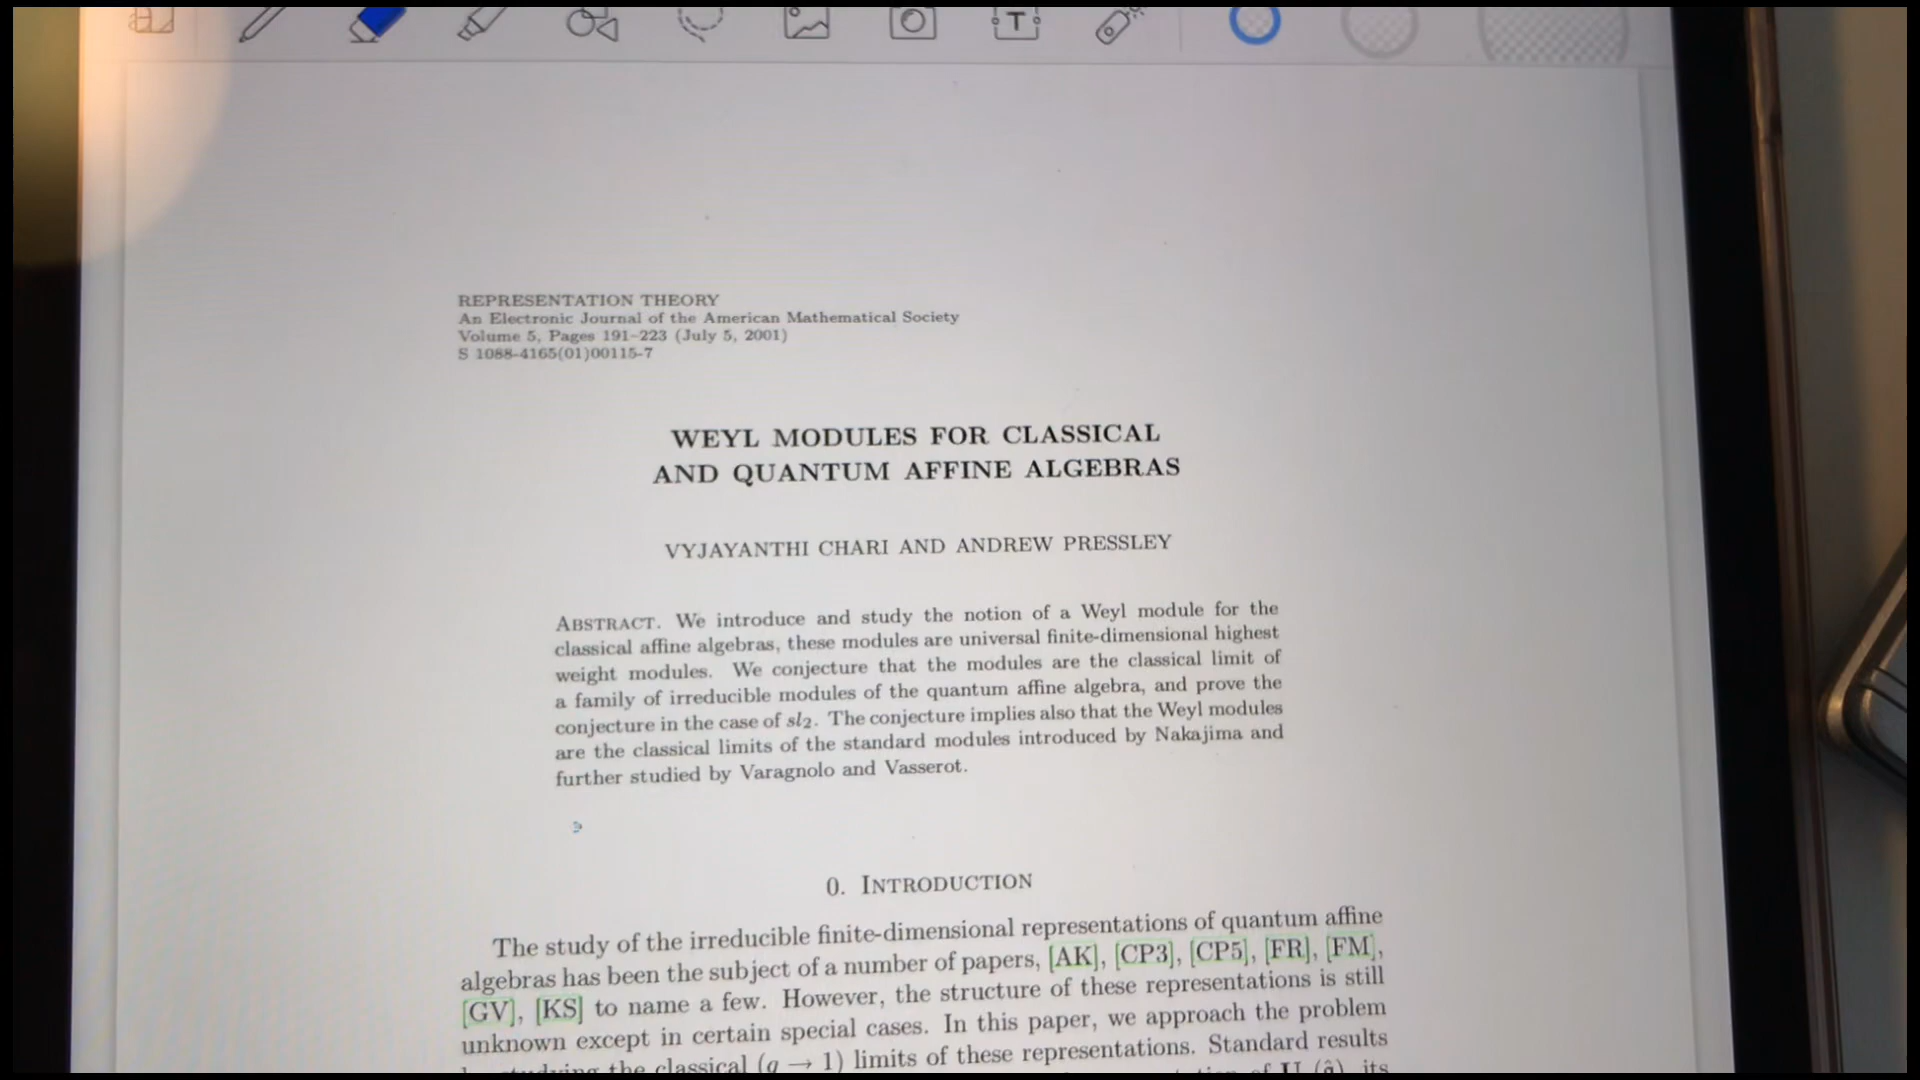 REPRESENTATION THEORY
An Electronic Journal of the American Mathematical Society
Volume 5, Pages 191–223 (July 5, 2001)
S 1088-4165(01)00115-7
WEYL MODULES FOR CLASSICAL
AND QUANTUM AFFINE ALGEBRAS
VYJAYANTHI CHARI AND ANDREW PRESSLEY
ABSTRACT. We introduce and study the notion of a Weyl module for the
classical affine algebras, these modules are universal finite-dimensional highest
weight modules. We conjecture that the modules are the classical limit of
a family of irreducible modules of the quantum affine algebra, and prove the
conjecture in the case of sl₂. The conjecture implies also that the Weyl modules
are the classical limits of the standard modules introduced by Nakajima and
further studied by Varagnolo and Vasserot.
0. INTRODUCTION
The study of the irreducible finite-dimensional representations of quantum affine
algebras has been the subject of a number of papers, [AK], [CP3], [CP5], [FR], [FM],
[GV], [KS] to name a few. However, the structure of these representations is still
unknown except in certain special cases. In this paper, we approach the problem
studying the classical (q → 1) limits of these representations. Standard results
of U (â), its